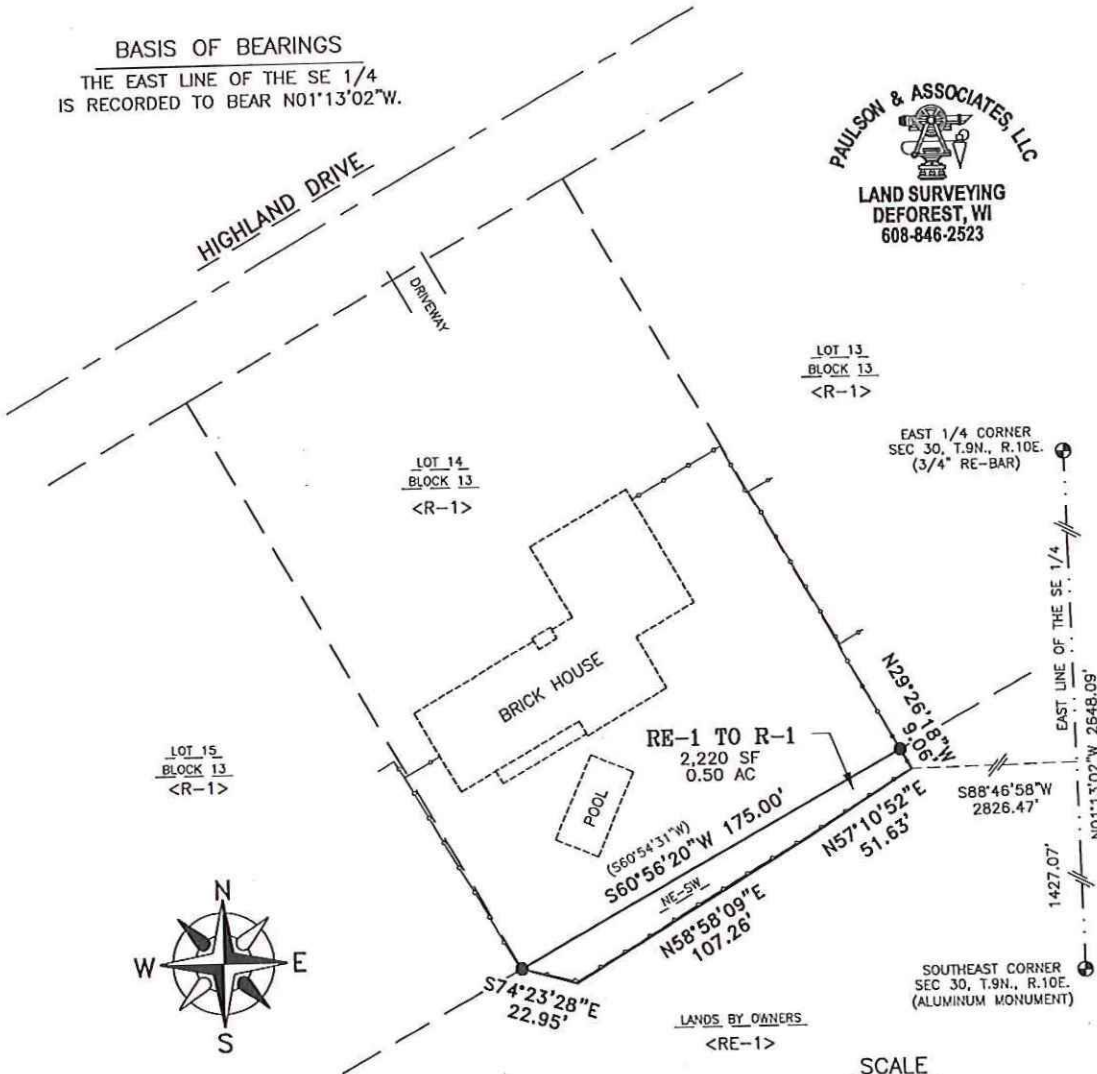 BASIS OF BEARINGS
THE EAST LINE OF THE SE 1/4
IS RECORDED TO BEAR N01°13'02"W.
PAULSON & ASSOCIATES, LLC
LAND SURVEYING
DEFOREST, WI
608-846-2523
HIGHLAND DRIVE
DRIVEWAY
LOT 13
BLOCK 13
<R-1>
EAST 1/4 CORNER
SEC 30, T.9N., R.10E.
(3/4" RE-BAR)
LOT 14
BLOCK 13
<R-1>
EAST LINE OF THE SE 1/4
N01°13'02"W 2648.09'
BRICK HOUSE
N29°26'18"W
9.06'
RE-1 TO R-1
2,220 SF
0.50 AC
LOT 15
BLOCK 13
<R-1>
POOL
S88°46'58"W
2826.47'
(S60°54'31"W)
S60°56'20"W 175.00'
N57°10'52"E
51.63'
NE-SW
N58°58'09"E
107.26'
1427.07'
N
W
E
S
S74°23'28"E
22.95'
SOUTHEAST CORNER
SEC 30, T.9N., R.10E.
(ALUMINUM MONUMENT)
LANDS BY OWNERS
<RE-1>
SCALE